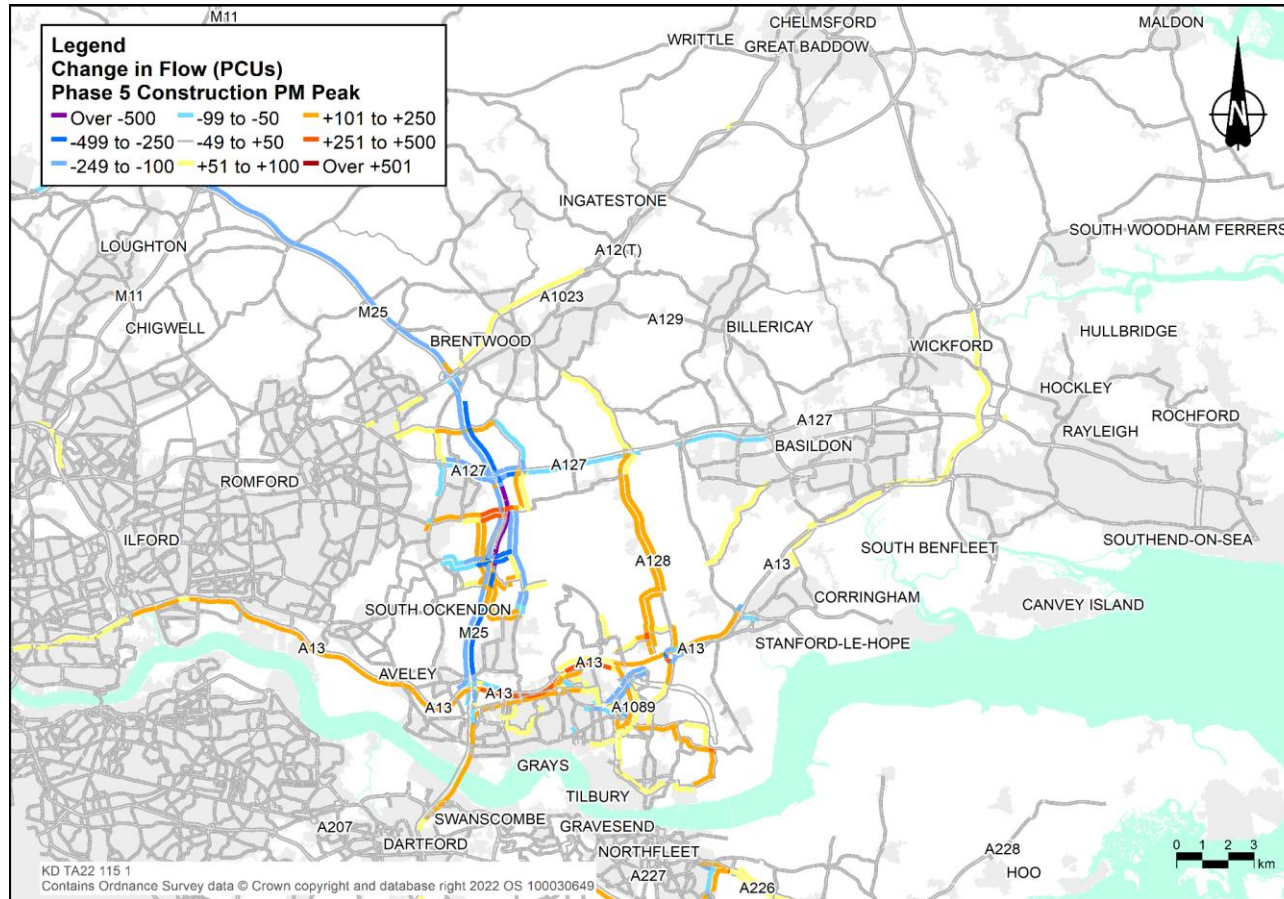 M11
CHELMSFORD
MALDON
WRITTLE
GREAT BADDOW
Legend
Change in Flow (PCUs)
Phase 5 Construction PM Peak
Over -500
-99 to -50
+101 to +250
-499 to -250
-49 to +50
+251 to +500
-249 to -100
+51 to +100
Over +501
N
INGATESTONE
SOUTH WOODHAM FERRERS
LOUGHTON
A12(T)
M11
A1023
M25
CHIGWELL
A129
BILLERICAY
HULLBRIDGE
BRENTWOOD
WICKFORD
HOCKLEY
ROCHFORD
A127
RAYLEIGH
BASILDON
A127
A127
ROMFORD
ILFORD
SOUTHEND-ON-SEA
SOUTH BENFLEET
A128
A13
CORRINGHAM
CANVEY ISLAND
SOUTH OCKENDON
M25
STANFORD-LE-HOPE
A13
A13
A13
AVELEY
A13
A13
A1089
GRAYS
TILBURY
SWANSCOMBE
A207
GRAVESEND
DARTFORD
NORTHFLEET
A228
HOO
A227
A226
0 1 2 3
km
KD TA22 115 1
Contains Ordnance Survey data © Crown copyright and database right 2022 OS 100030649